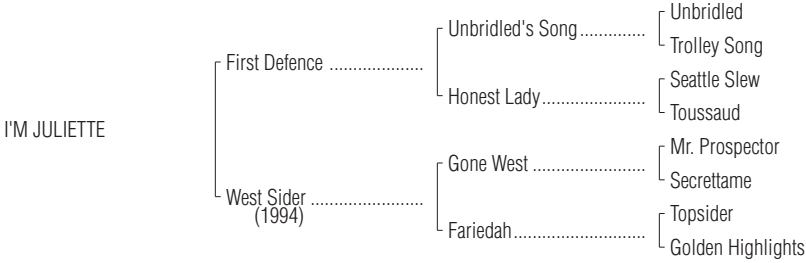 Unbridled
Unbridled's Song..............
Trolley Song
First Defence ....................
Seattle Slew
Honest Lady......................
Toussaud
I'M JULIETTE
Mr. Prospector
Gone West ........................
Secrettame
West Sider ........................
(1994)
Topsider
Fariedah............................
Golden Highlights